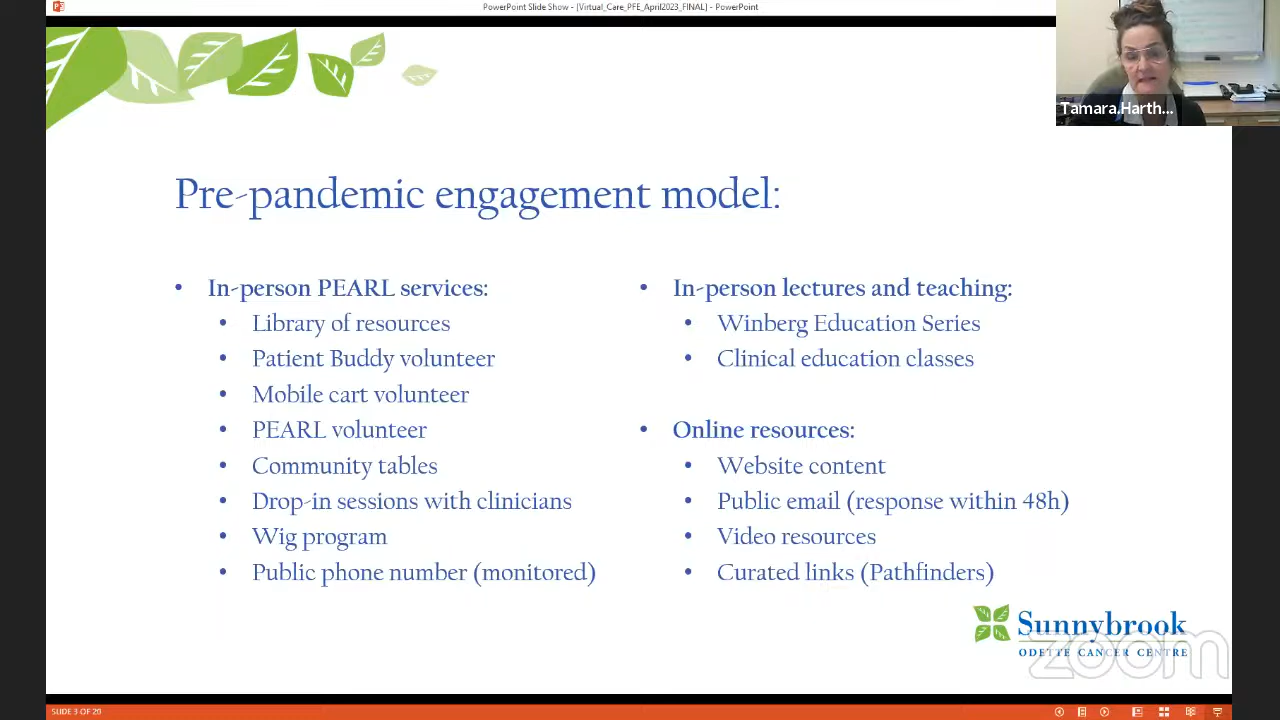 PowerPoint Slide Show - [Virtual_Care_PFE_April2023_FINAL] - PowerPoint
Tamara.Harth...
Pre-pandemic engagement model:
• In-person PEARL services:
• Library of resources
• Patient Buddy volunteer
• Mobile cart volunteer
• PEARL volunteer
• Community tables
• Drop-in sessions with clinicians
• Wig program
• Public phone number (monitored)
• In-person lectures and teaching:
• Winberg Education Series
• Clinical education classes
• Online resources:
• Website content
• Public email (response within 48h)
• Video resources
• Curated links (Pathfinders)
Sunnybrook
ODETTE CANCER CENTRE
zoom
SLIDE 3 OF 20